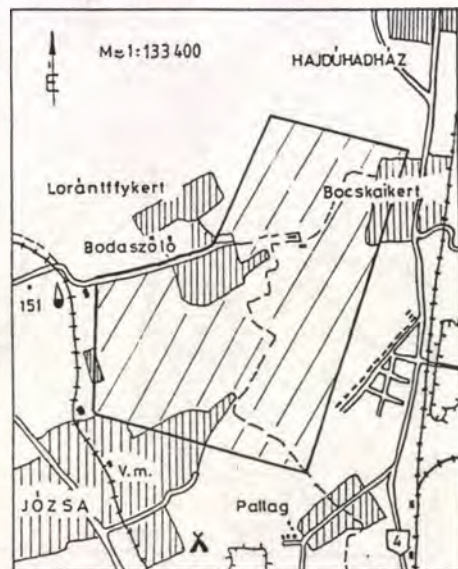 M≈1:133 400
É
HAJDÚHADHÁZ
Lorántffykert
Bocskaikert
Bodaszőlő
151
V.m.
JÓZSA
Pallag
4